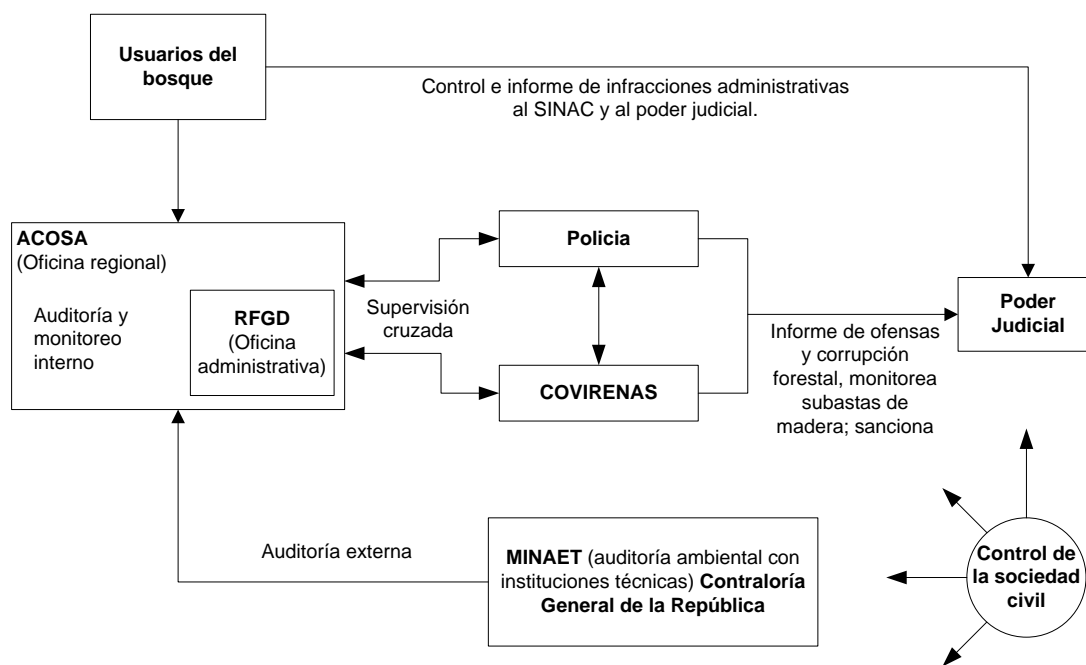 Usuarios del
bosque
Control e informe de infracciones administrativas
al SINAC y al poder judicial.
ACOSA
(Oficina regional)
Auditoría y
monitoreo
interno
RFGD
(Oficina
administrativa)
Supervisión
cruzada
Policia
COVIRENAS
Informe de ofensas
y corrupción
forestal, monitorea
subastas de
madera; sanciona
Poder
Judicial
Auditoría externa
MINAET (auditoría ambiental con
instituciones técnicas) Contraloría
General de la República
Control de
la sociedad
civil